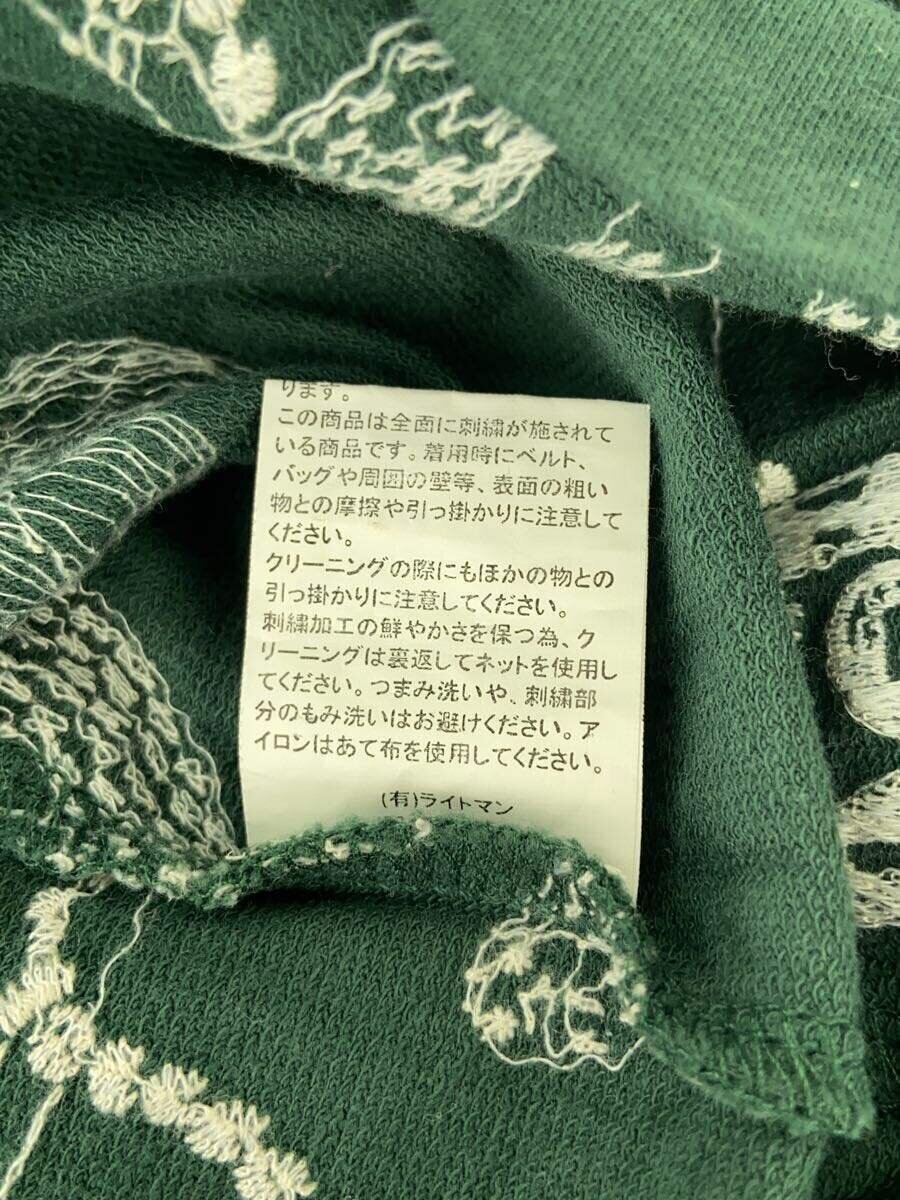 ります。
この商品は全面に刺繍が施されて
いる商品です。着用時にベルト、
バッグや周囲の壁等、表面の粗い
物との摩擦や引っ掛かりに注意して
ください。
クリーニングの際にもほかの物との
引っ掛かりに注意してください。
刺繍加工の鮮やかさを保つ為、ク
リーニングは裏返してネットを使用し
てください。つまみ洗いや、刺繍部
分のもみ洗いはお避けください。ア
イロンはあて布を使用してください。
(有)ライトマン